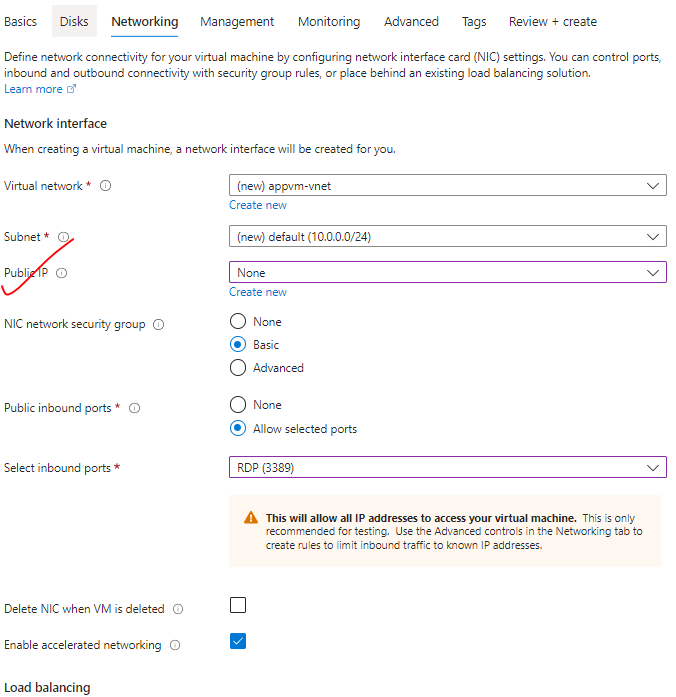 Basics Disks Networking Management Monitoring Advanced Tags Review + create
Define network connectivity for your virtual machine by configuring network interface card (NIC) settings. You can control ports,
inbound and outbound connectivity with security group rules, or place behind an existing load balancing solution.
Learn more
Network interface
When creating a virtual machine, a network interface will be created for you.
Virtual network * (new) appvm-vnet
Create new
Subnet * (new) default (10.0.0.0/24)
Public IP None
Create new
NIC network security group None
Basic
Advanced
Public inbound ports * None
Allow selected ports
Select inbound ports * RDP (3389)
This will allow all IP addresses to access your virtual machine. This is only
recommended for testing. Use the Advanced controls in the Networking tab to
create rules to limit inbound traffic to known IP addresses.
Delete NIC when VM is deleted
Enable accelerated networking
Load balancing